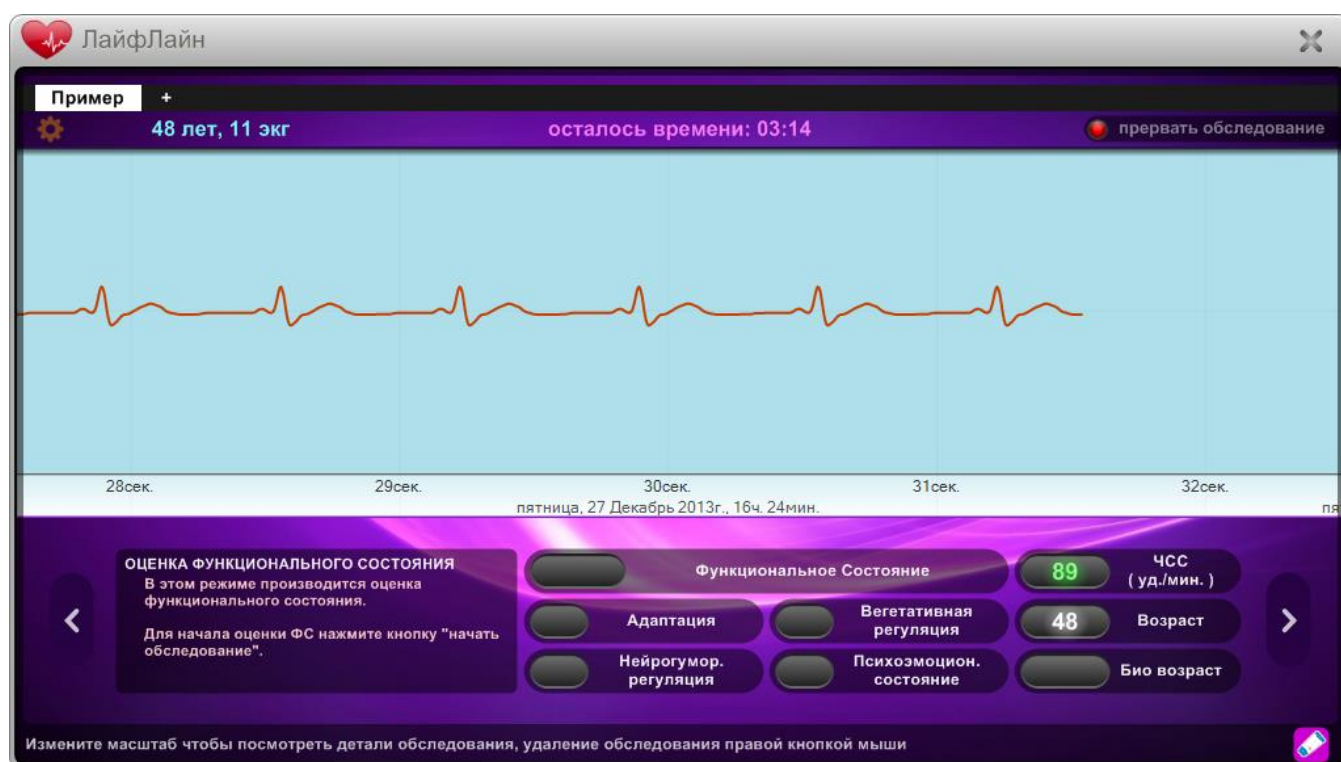 ЛайфЛайн
Пример +
48 лет, 11 экг
осталось времени: 03:14
прервать обследование
28сек. 29сек. 30сек. 31сек. 32сек.
пятница, 27 Декабрь 2013г., 16ч. 24мин.
пя
ОЦЕНКА ФУНКЦИОНАЛЬНОГО СОСТОЯНИЯ
В этом режиме производится оценка
функционального состояния.
Для начала оценки ФС нажмите кнопку "начать
обследование".
Функциональное Состояние
89 ЧСС
( уд./мин. )
Адаптация
Вегетативная
регуляция
48 Возраст
Нейрогумор.
регуляция
Психоэмоцион.
состояние
Био возраст
Измените масштаб чтобы посмотреть детали обследования, удаление обследования правой кнопкой мыши